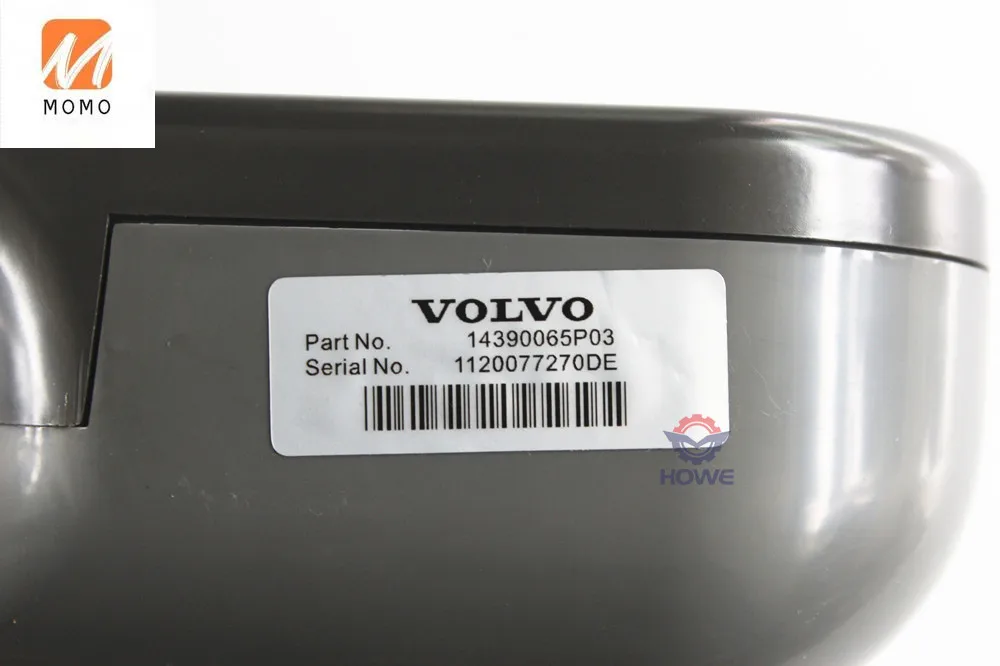 MOMO
VOLVO
Part No. 14390065P03
Serial No. 1120077270DE
HOWE